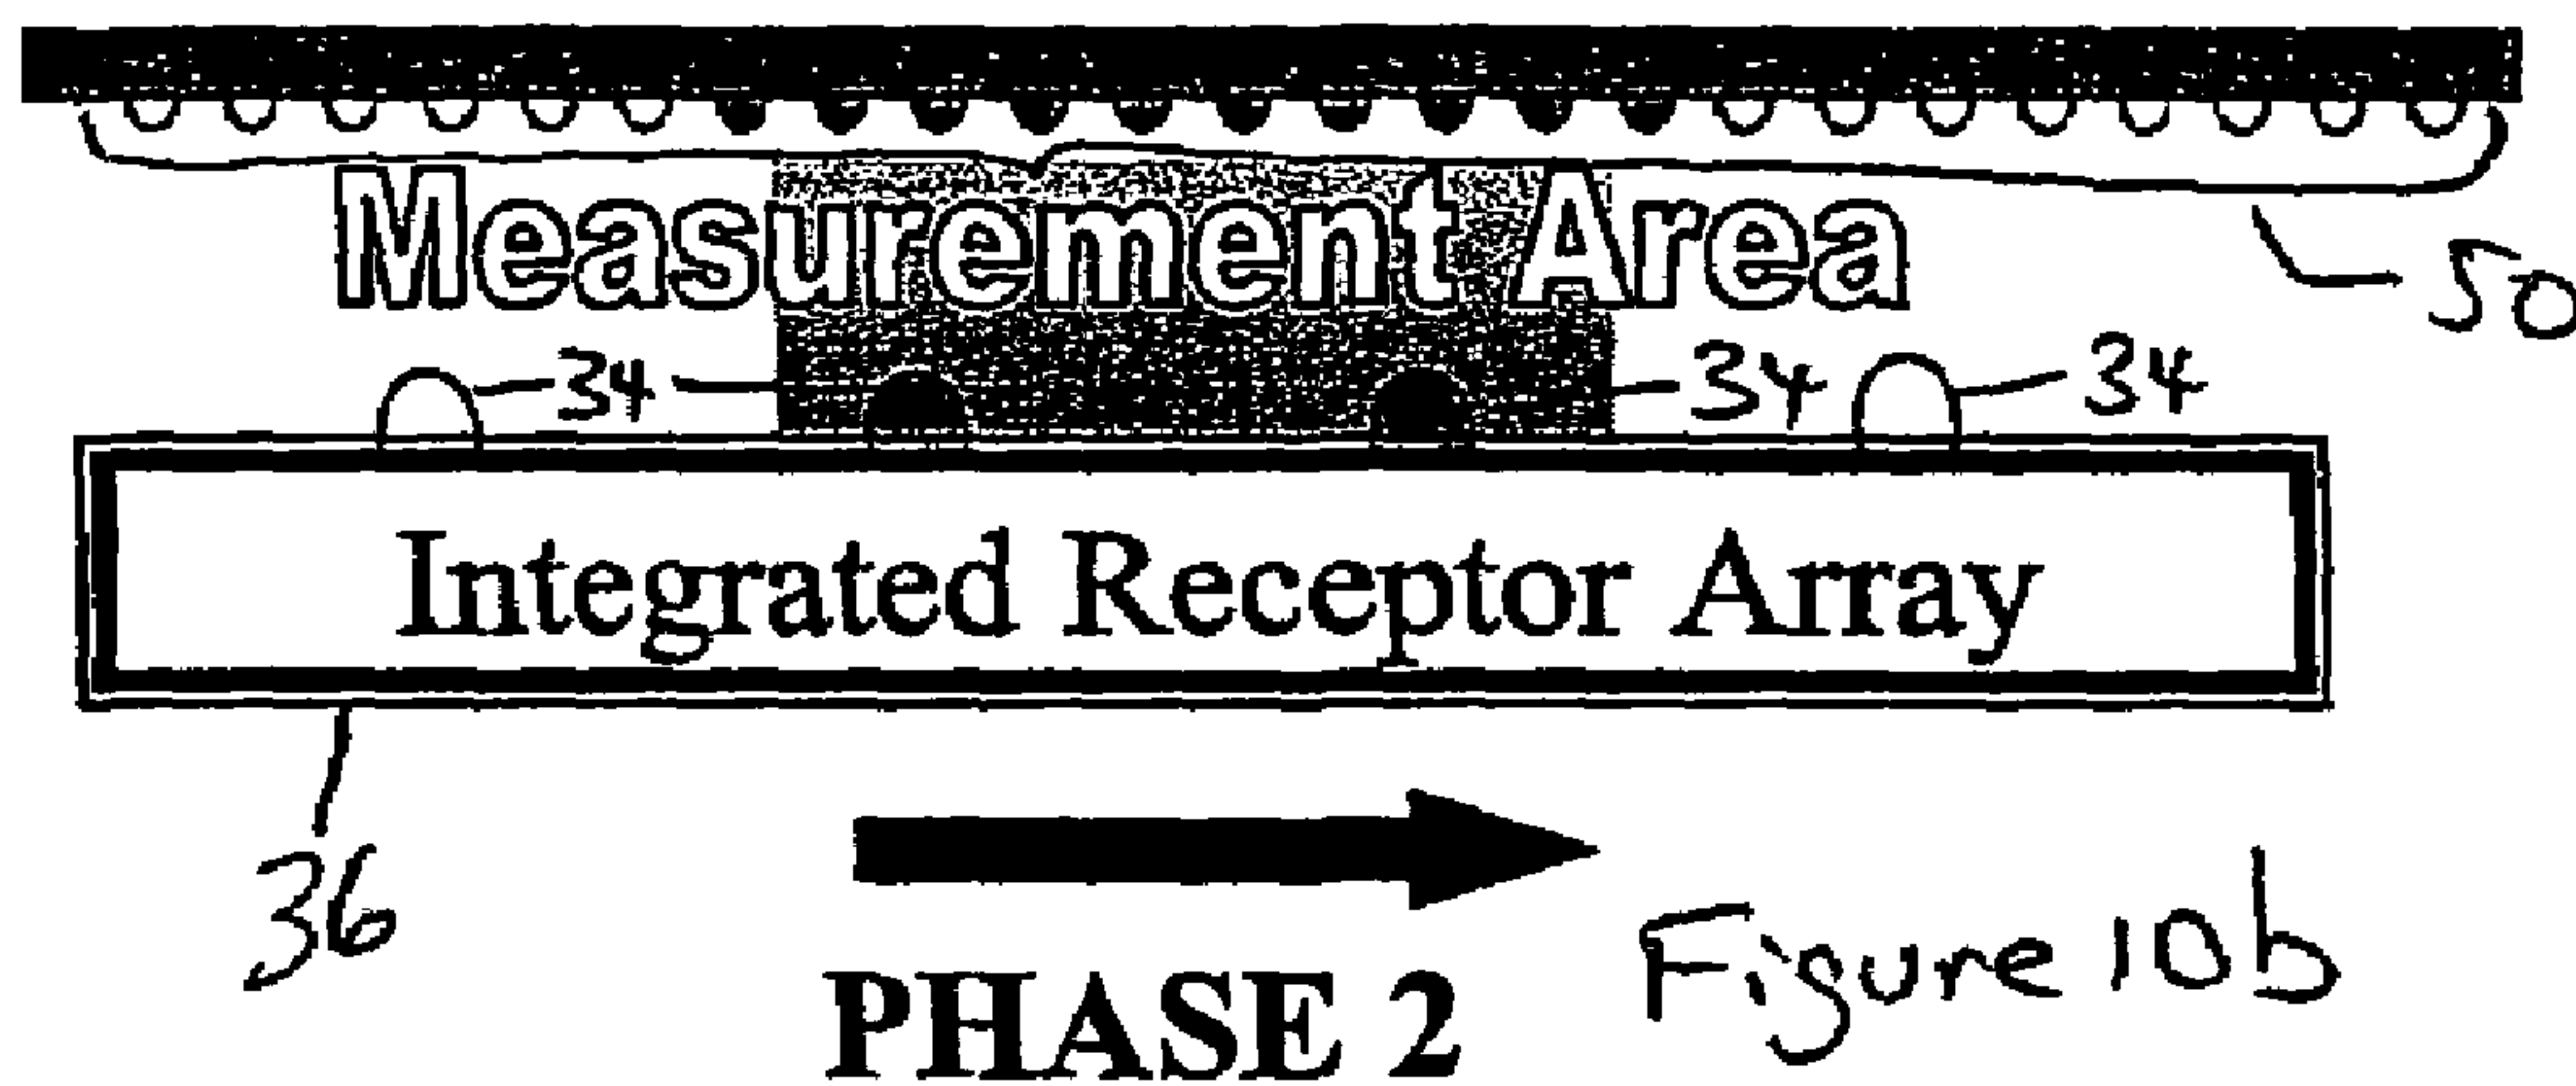 Measurement Area
50
34 34 34
Integrated Receptor Array
36
PHASE 2
Figure 10b